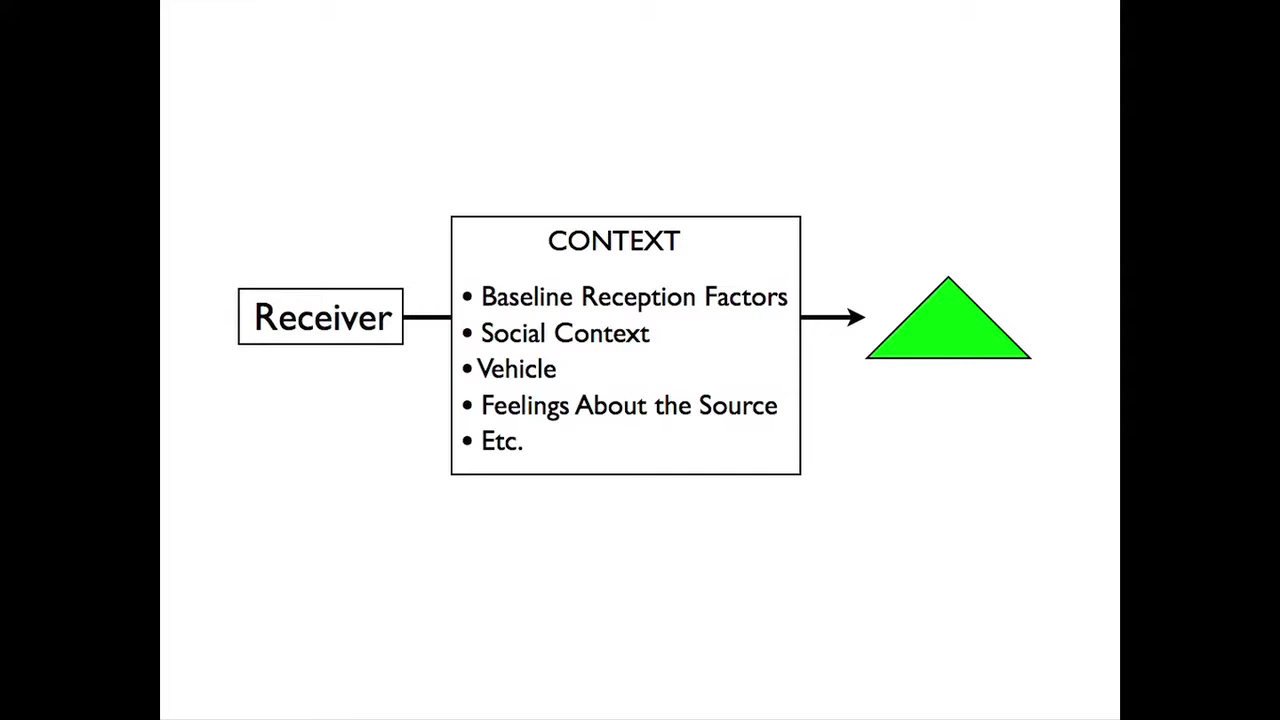 Receiver
CONTEXT
• Baseline Reception Factors
• Social Context
• Vehicle
• Feelings About the Source
• Etc.